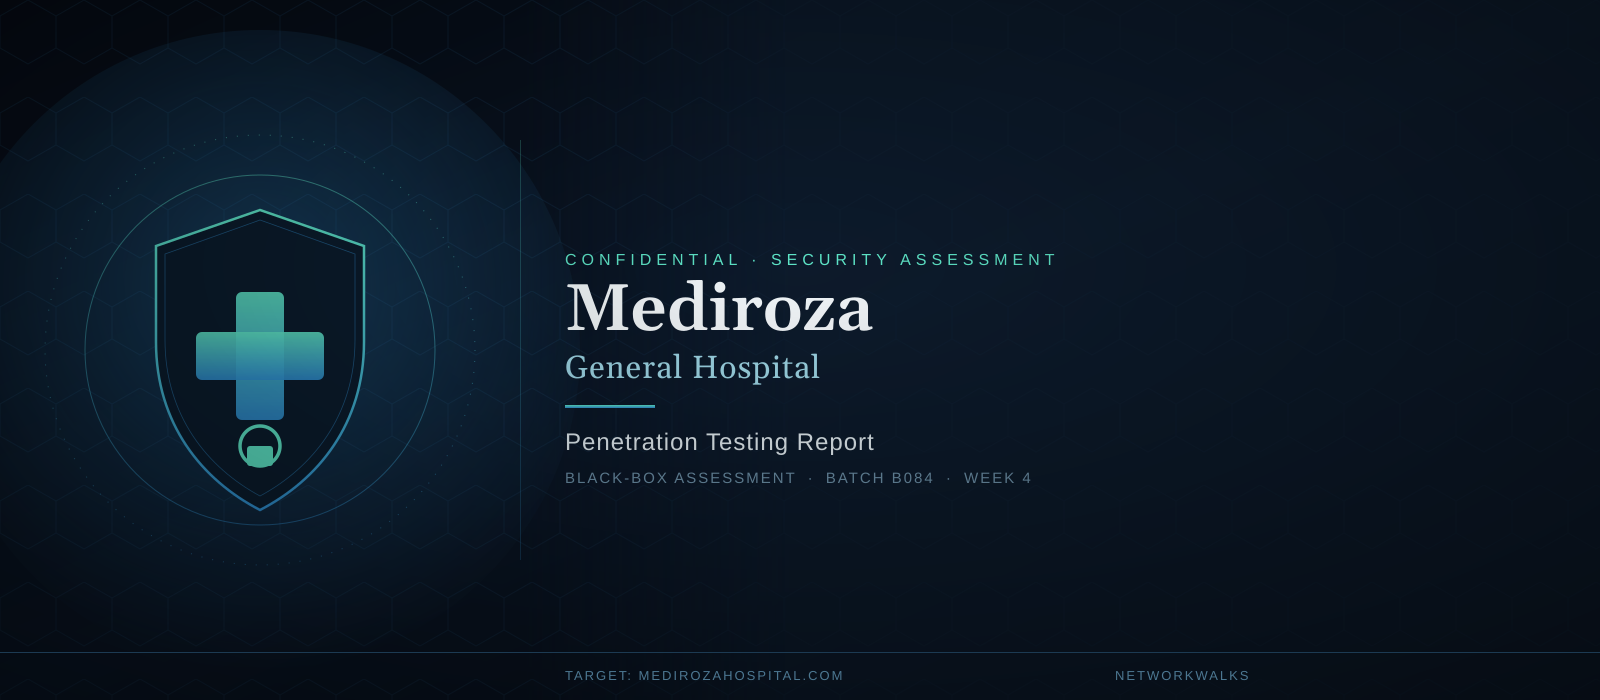 CONFIDENTIAL · SECURITY ASSESSMENT
Mediroza
General Hospital
Penetration Testing Report
BLACK-BOX ASSESSMENT · BATCH B084 · WEEK 4
TARGET: MEDIROZAHOSPITAL.COM
NETWORKWALKS